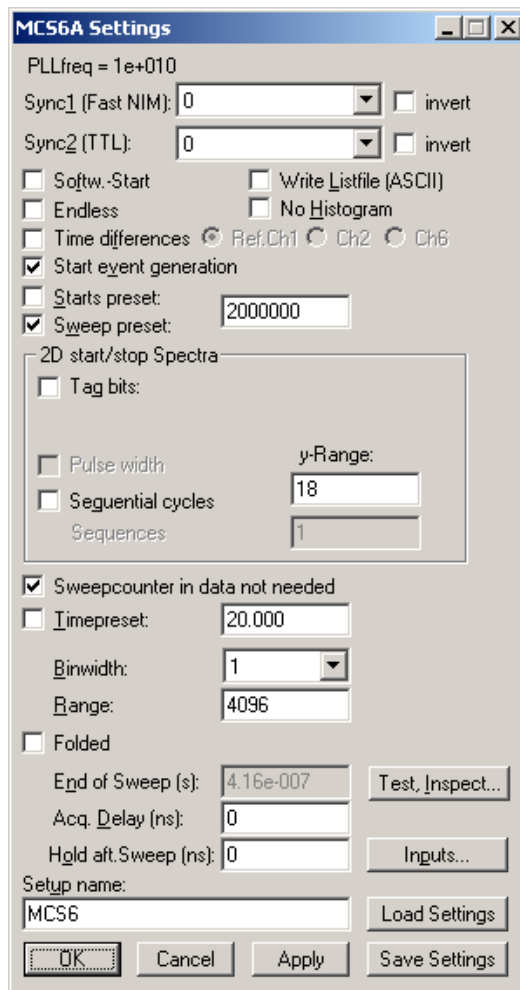 MCS6A Settings
PLLfreq = 1e+010
Sync1 (Fast NIM): 0 invert
Sync2 (TTL): 0 invert
Softw.-Start Write Listfile (ASCII)
Endless No Histogram
Time differences Ref.Ch1 Ch2 Ch6
Start event generation
Starts preset:
2000000
Sweep preset:
2D start/stop Spectra
Tag bits:
Pulse width y-Range:
Sequential cycles 18
Sequences 1
Sweepcounter in data not needed
Timepreset: 20.000
Binwidth: 1
Range: 4096
Folded
End of Sweep (s): 4.16e-007 Test, Inspect...
Acq. Delay (ns): 0
Hold aft.Sweep (ns): 0 Inputs...
Setup name:
MCS6 Load Settings
OK Cancel Apply Save Settings